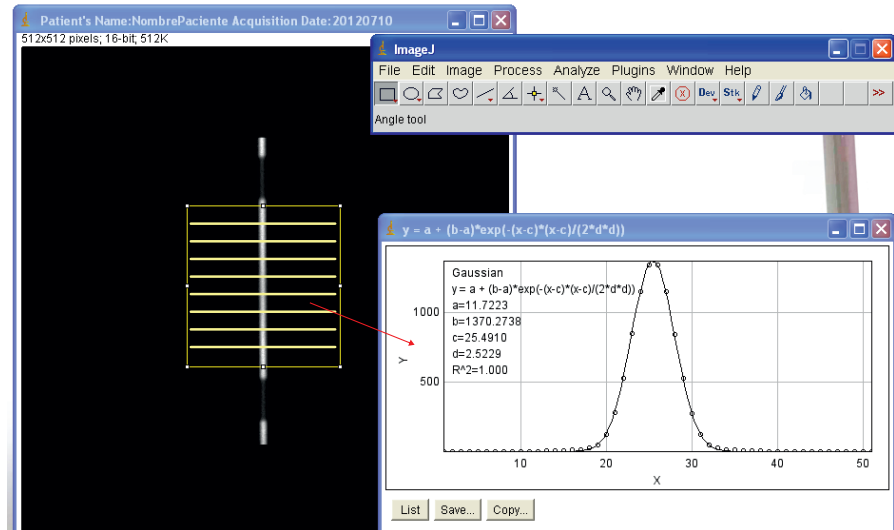 Patient's Name:NombrePaciente Acquisition Date:20120710
512x512 pixels; 16-bit; 512K
ImageJ
File Edit Image Process Analyze Plugins Window Help
A Dev Stk >>
Angle tool
y = a + (b-a)*exp(-(x-c)*(x-c)/(2*d*d))
Gaussian
y = a + (b-a)*exp(-(x-c)*(x-c)/(2*d*d))
a=11.7223
b=1370.2738
c=25.4910
d=2.5229
R^2=1.000
1000
500
Y
10 20 30 40 50
X
List Save... Copy...